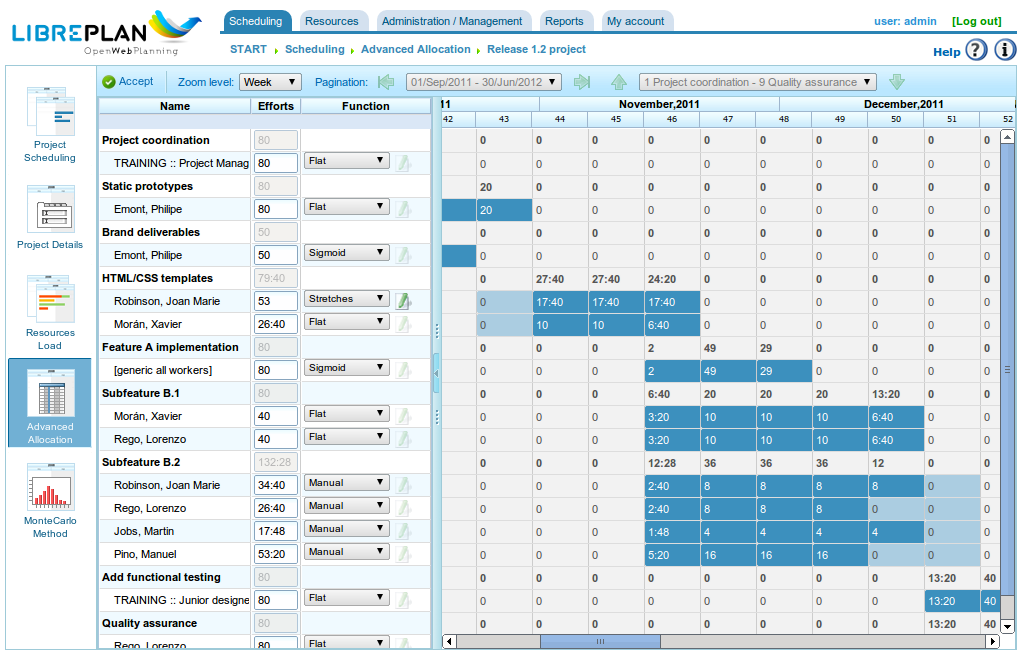 LIBREPLAN
OpenWebPlanning
Scheduling Resources Administration / Management Reports My account
user: admin [Log out]
START Scheduling Advanced Allocation Release 1.2 project
Help ? i
Accept Zoom level: Week Pagination: 01/Sep/2011 - 30/Jun/2012 1 Project coordination - 9 Quality assurance
Project Scheduling
Project Details
Resources Load
Advanced Allocation
MonteCarlo Method
Name Efforts Function 11 November,2011 December,2011
42 43 44 45 46 47 48 49 50 51 52
Project coordination 80 0 0 0 0 0 0 0 0 0 0
TRAINING :: Project Manag 80 Flat 0 0 0 0 0 0 0 0 0 0
Static prototypes 80 20 0 0 0 0 0 0 0 0 0
Emont, Philipe 80 Flat 20 0 0 0 0 0 0 0 0 0
Brand deliverables 50 0 0 0 0 0 0 0 0 0 0
Emont, Philipe 50 Sigmoid 0 0 0 0 0 0 0 0 0 0
HTML/CSS templates 79:40 0 27:40 27:40 24:20 0 0 0 0 0 0
Robinson, Joan Marie 53 Stretches 0 17:40 17:40 17:40 0 0 0 0 0 0
Morán, Xavier 26:40 Flat 0 10 10 6:40 0 0 0 0 0 0
Feature A implementation 80 0 0 0 2 49 29 0 0 0 0
[generic all workers] 80 Sigmoid 0 0 0 2 49 29 0 0 0 0
Subfeature B.1 80 0 0 0 6:40 20 20 20 13:20 0 0
Morán, Xavier 40 Flat 0 0 0 3:20 10 10 10 6:40 0 0
Rego, Lorenzo 40 Flat 0 0 0 3:20 10 10 10 6:40 0 0
Subfeature B.2 132:28 0 0 0 12:28 36 36 36 12 0 0
Robinson, Joan Marie 34:40 Manual 0 0 0 2:40 8 8 8 8 0 0
Rego, Lorenzo 26:40 Manual 0 0 0 2:40 8 8 8 0 0 0
Jobs, Martin 17:48 Manual 0 0 0 1:48 4 4 4 4 0 0
Pino, Manuel 53:20 Manual 0 0 0 5:20 16 16 16 0 0 0
Add functional testing 80 0 0 0 0 0 0 0 0 13:20 40
TRAINING :: Junior designe 80 Flat 0 0 0 0 0 0 0 0 13:20 40
Quality assurance 80 0 0 0 0 0 0 0 0 13:20 40
Rego, Lorenzo 80 Flat